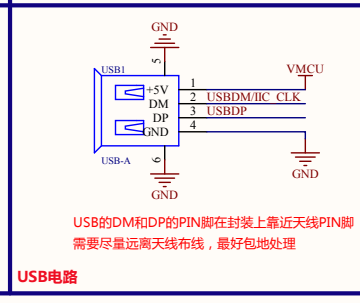 GND
5
USB1
VMCU
+5V
1
DM
2
USBDM/IIC CLK
DP
3
USBDP
GND
4
USB-A
6
GND
GND
USB的DM和DP的PIN脚在封装上靠近天线PIN脚
需要尽量远离天线布线，最好包地处理
USB电路